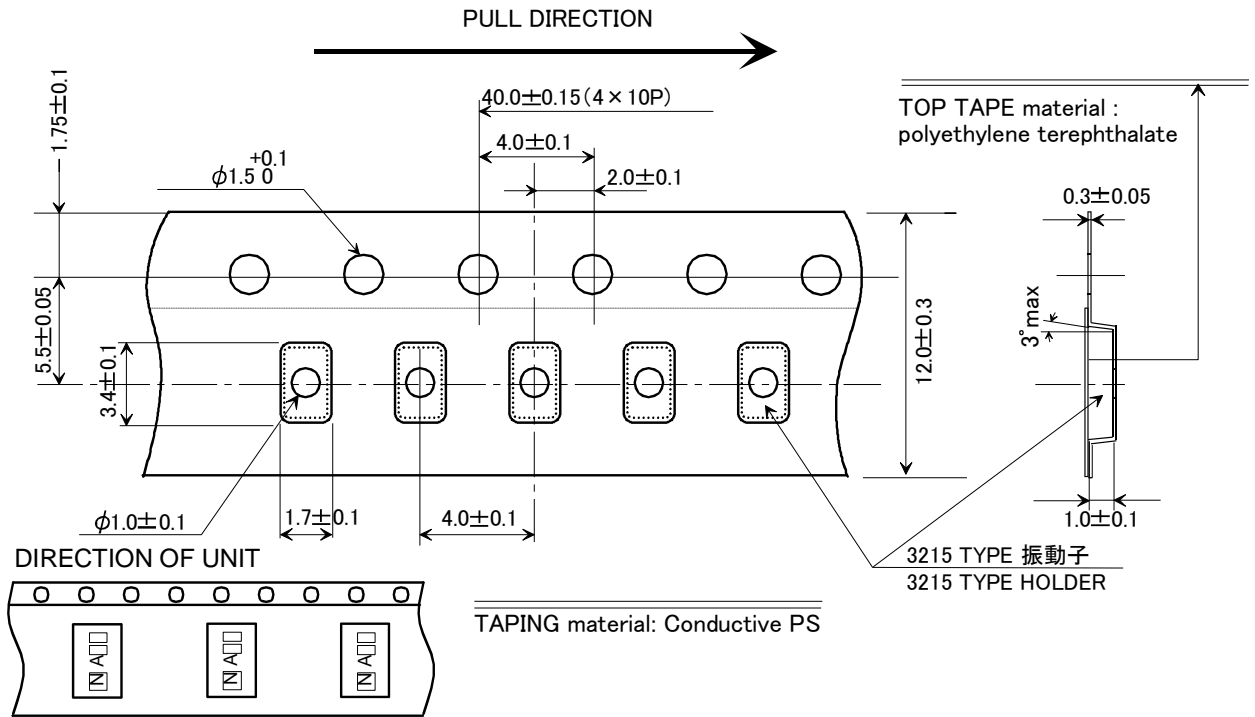 PULL DIRECTION
1.75±0.1
40.0±0.15(4×10P)
4.0±0.1
+0.1
φ1.5 0
2.0±0.1
TOP TAPE material :
polyethylene terephthalate
0.3±0.05
5.5±0.05
3.4±0.1
12.0±0.3
3°max
φ1.0±0.1
1.7±0.1
4.0±0.1
1.0±0.1
3215 TYPE 振動子
3215 TYPE HOLDER
DIRECTION OF UNIT
TAPING material: Conductive PS
N A□□
N A□□
N A□□